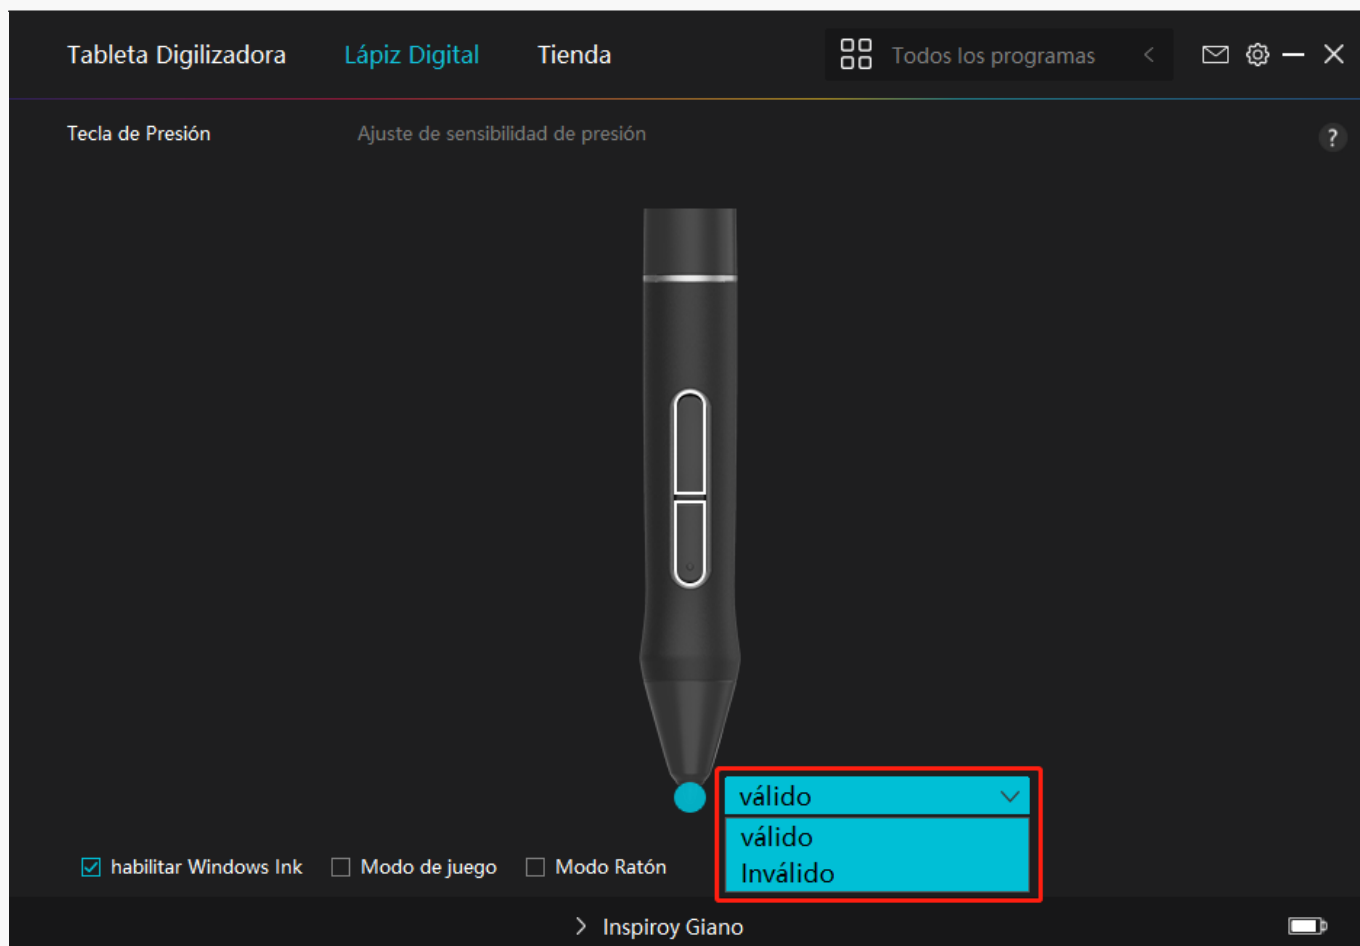 Tableta Digilizadora Lápiz Digital Tienda Todos los programas
Tecla de Presión Ajuste de sensibilidad de presión ?
válido
válido
habilitar Windows Ink Modo de juego Modo Ratón
Inválido
Inspiroy Giano